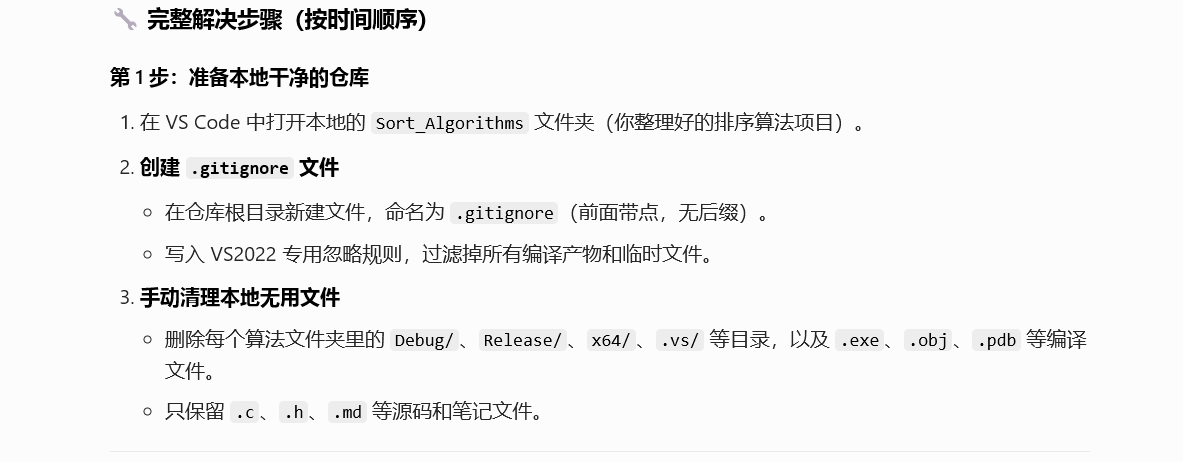 🔧 完整解决步骤（按时间顺序）
第 1 步：准备本地干净的仓库
1. 在 VS Code 中打开本地的 Sort_Algorithms 文件夹（你整理好的排序算法项目）。
2. 创建 .gitignore 文件
○ 在仓库根目录新建文件，命名为 .gitignore（前面带点，无后缀）。
○ 写入 VS2022 专用忽略规则，过滤掉所有编译产物和临时文件。
3. 手动清理本地无用文件
○ 删除每个算法文件夹里的 Debug/、Release/、x64/、.vs/ 等目录，以及 .exe、.obj、.pdb 等编译
文件。
○ 只保留 .c、.h、.md 等源码和笔记文件。